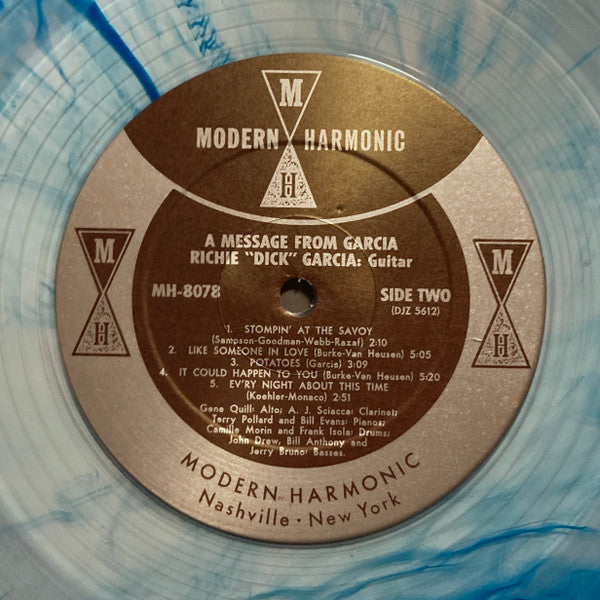 M
MODERN HARMONIC
H
A MESSAGE FROM GARCIA
RICHIE "DICK" GARCIA: Guitar
M
H
M
H
MH-8078
SIDE TWO
(DJZ 5612)
1. STOMPIN' AT THE SAVOY
(Sampson-Goodman-Webb-Razaf) 2:10
2. LIKE SOMEONE IN LOVE (Burke-Van Heusen) 5:05
3. POTATOES (Garcia) 3:09
4. IT COULD HAPPEN TO YOU (Burke-Van Heusen) 5:20
5. EV'RY NIGHT ABOUT THIS TIME
(Koehler-Monaco) 2:51
Gene Quill: Alto; A. J. Sciacca: Clarinet;
Terry Pollard and Bill Evans: Pianos;
Camille Morin and Frank Isola: Drums;
John Drew, Bill Anthony and
Jerry Bruno: Basses.
MODERN HARMONIC
Nashville · New York